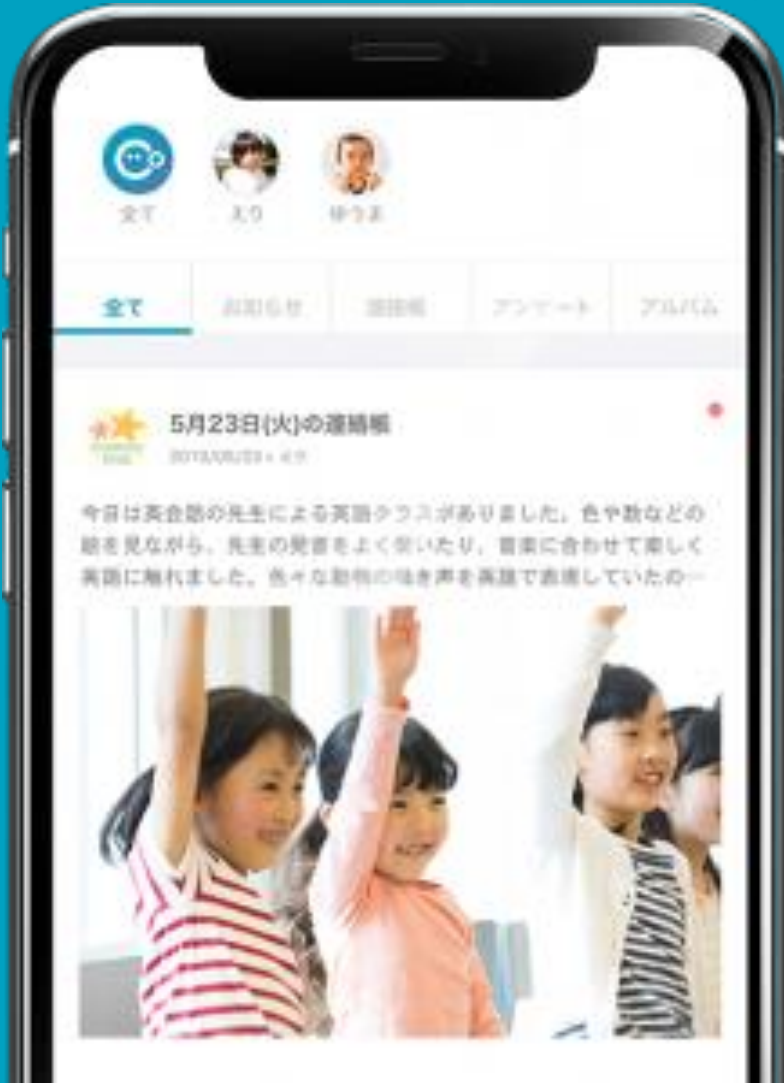 全て
えり
ゆうま
全て
お知らせ
連絡帳
アンケート
アルバム
5月23日(火)の連絡帳
今日は英会話の先生による英語クラスがありました。色や数などの
絵を見ながら、先生の発音をよく聞いたり、音楽に合わせて楽しく
英語に触れました。色々な動物の鳴き声を英語で表現していたの…